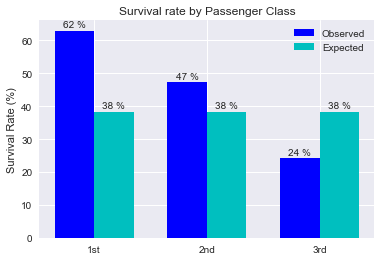 Survival rate by Passenger Class
Survival Rate (%)
60
50
40
30
20
10
0
62 %
38 %
47 %
38 %
24 %
38 %
Observed
Expected
1st
2nd
3rd